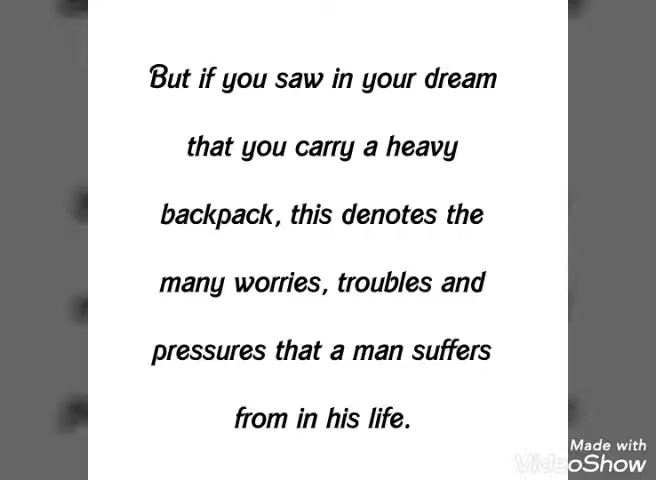 But if you saw in your dream
that you carry a heavy
backpack, this denotes the
many worries, troubles and
pressures that a man suffers
from in his life.
Made with
VideoShow